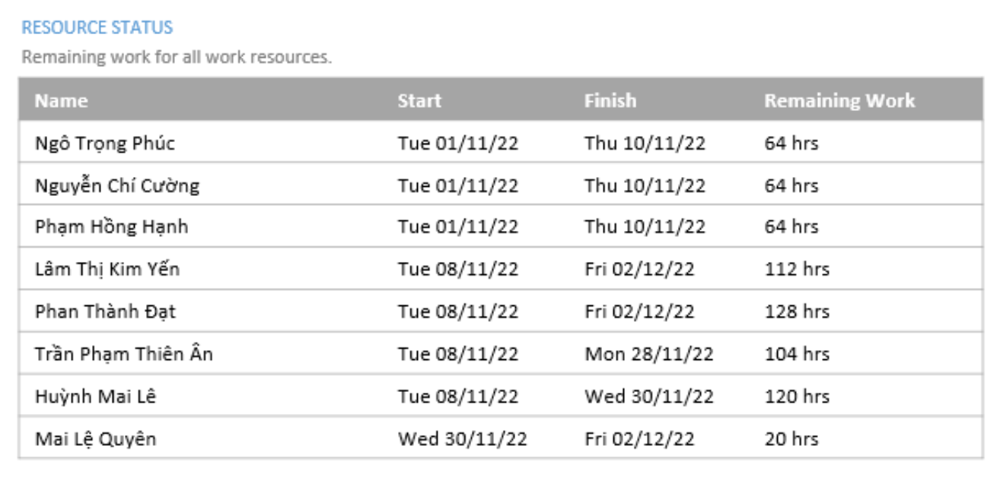 RESOURCE STATUS
Remaining work for all work resources.
Name Start Finish Remaining Work
Ngô Trọng Phúc Tue 01/11/22 Thu 10/11/22 64 hrs
Nguyễn Chí Cường Tue 01/11/22 Thu 10/11/22 64 hrs
Phạm Hồng Hạnh Tue 01/11/22 Thu 10/11/22 64 hrs
Lâm Thị Kim Yến Tue 08/11/22 Fri 02/12/22 112 hrs
Phan Thành Đạt Tue 08/11/22 Fri 02/12/22 128 hrs
Trần Phạm Thiên Ân Tue 08/11/22 Mon 28/11/22 104 hrs
Huỳnh Mai Lê Tue 08/11/22 Wed 30/11/22 120 hrs
Mai Lệ Quyên Wed 30/11/22 Fri 02/12/22 20 hrs